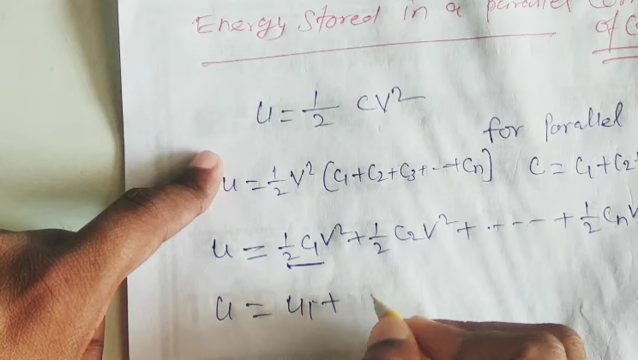 Energy Stored in a parallel
of
U = 1/2 CV²
for parallel
U = 1/2 V² (C1+C2+C3+...+Cn] C = C1+C2+
U = 1/2 C1V² + 1/2 C2V² + ..--- + 1/2 CnV
U = U1 +